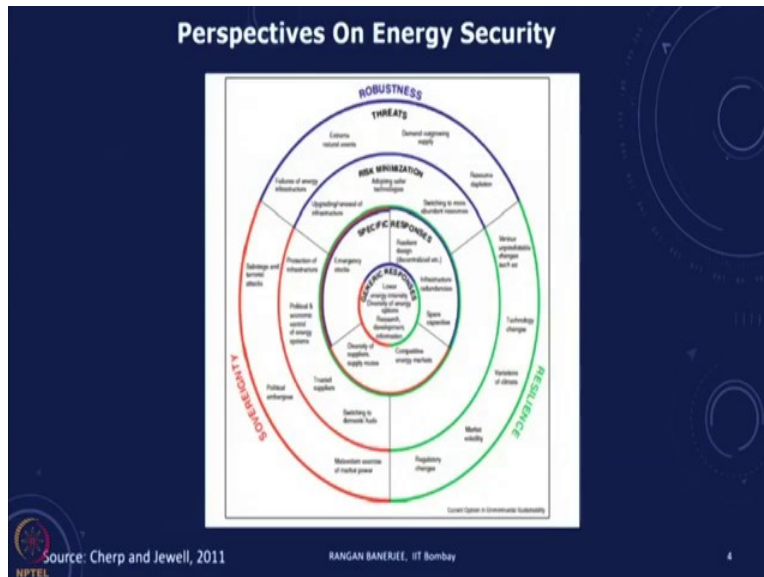 Perspectives On Energy Security
ROBUSTNESS
THREATS
Extreme
natural events
Demand outgrowing
supply
Failures of energy
infrastructure
Resource
depletion
RISK MINIMIZATION
Adopting safer
technologies
Upgrading/renewal of
infrastructure
Switching to more
abundant resources
SPECIFIC RESPONSES
Resilient
design
(decentralized etc.)
Emergency
stocks
Infrastructure
redundancies
Spare
capacities
GENERIC RESPONSES
Lower
energy intensity
Diversity of energy
options
Research,
development,
information
Diversity of
suppliers,
supply routes
Competitive
energy markets
Sabotage and
terrorist
attacks
Protection of
infrastructure
Political &
economic
control
of energy
systems
Various
unpredictable
changes
such as:
Technology
changes
Variations
of climate
Market
volatility
Regulatory
changes
Political
embargoes
Trusted
suppliers
Switching to
domestic fuels
Malevolent exercise
of market power
SOVEREIGNTY
RESILIENCE
Current Opinion in Environmental Sustainability
Source: Cherp and Jewell, 2011
RANGAN BANERJEE, IIT Bombay
4
NPTEL